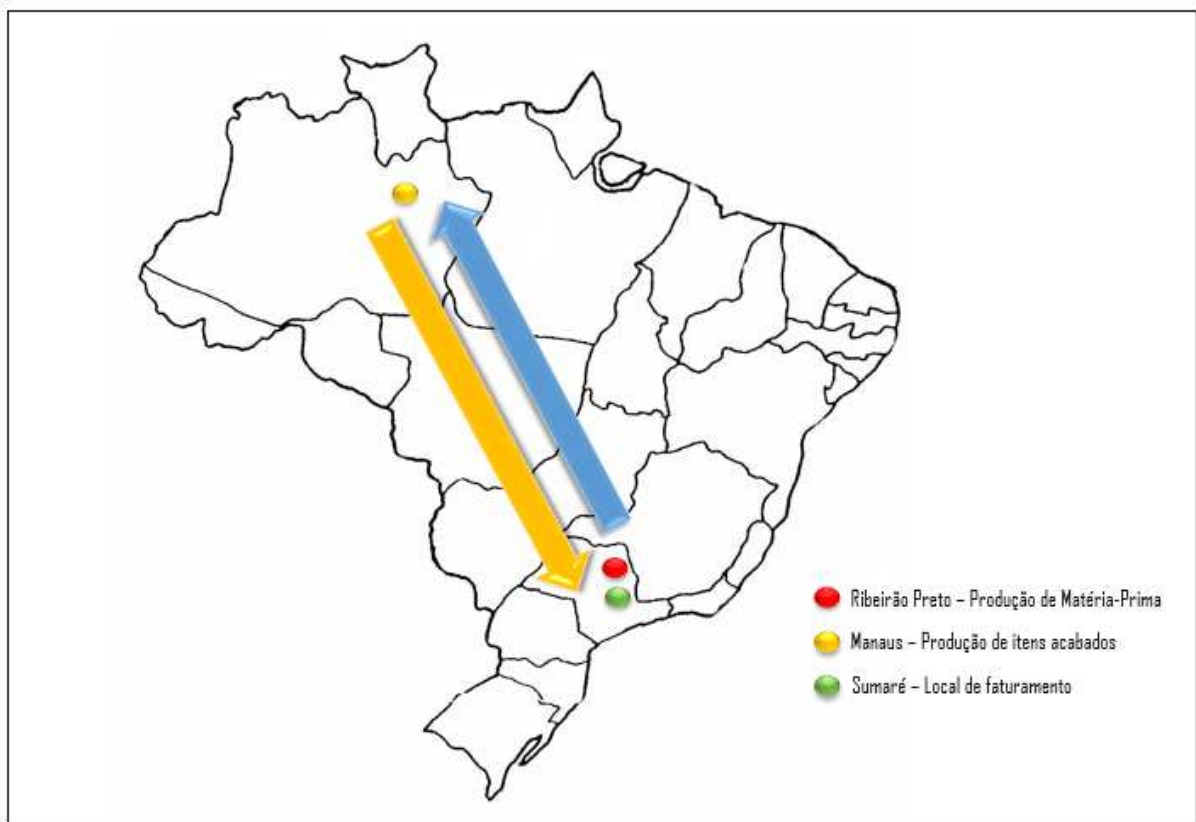 Ribeirão Preto – Produção de Matéria-Prima
Manaus – Produção de itens acabados
Sumaré – Local de faturamento